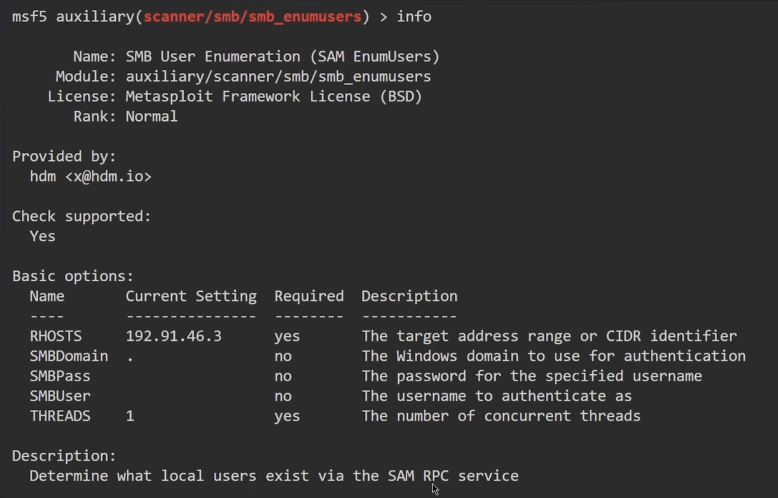 msf5 auxiliary(scanner/smb/smb_enumusers) > info
Name: SMB User Enumeration (SAM EnumUsers)
Module: auxiliary/scanner/smb/smb_enumusers
License: Metasploit Framework License (BSD)
Rank: Normal
Provided by:
hdm <x@hdm.io>
Check supported:
Yes
Basic options:
Name Current Setting Required Description
---- --------------- -------- -----------
RHOSTS 192.91.46.3 yes The target address range or CIDR identifier
SMBDomain . no The Windows domain to use for authentication
SMBPass no The password for the specified username
SMBUser no The username to authenticate as
THREADS 1 yes The number of concurrent threads
Description:
Determine what local users exist via the SAM RPC service